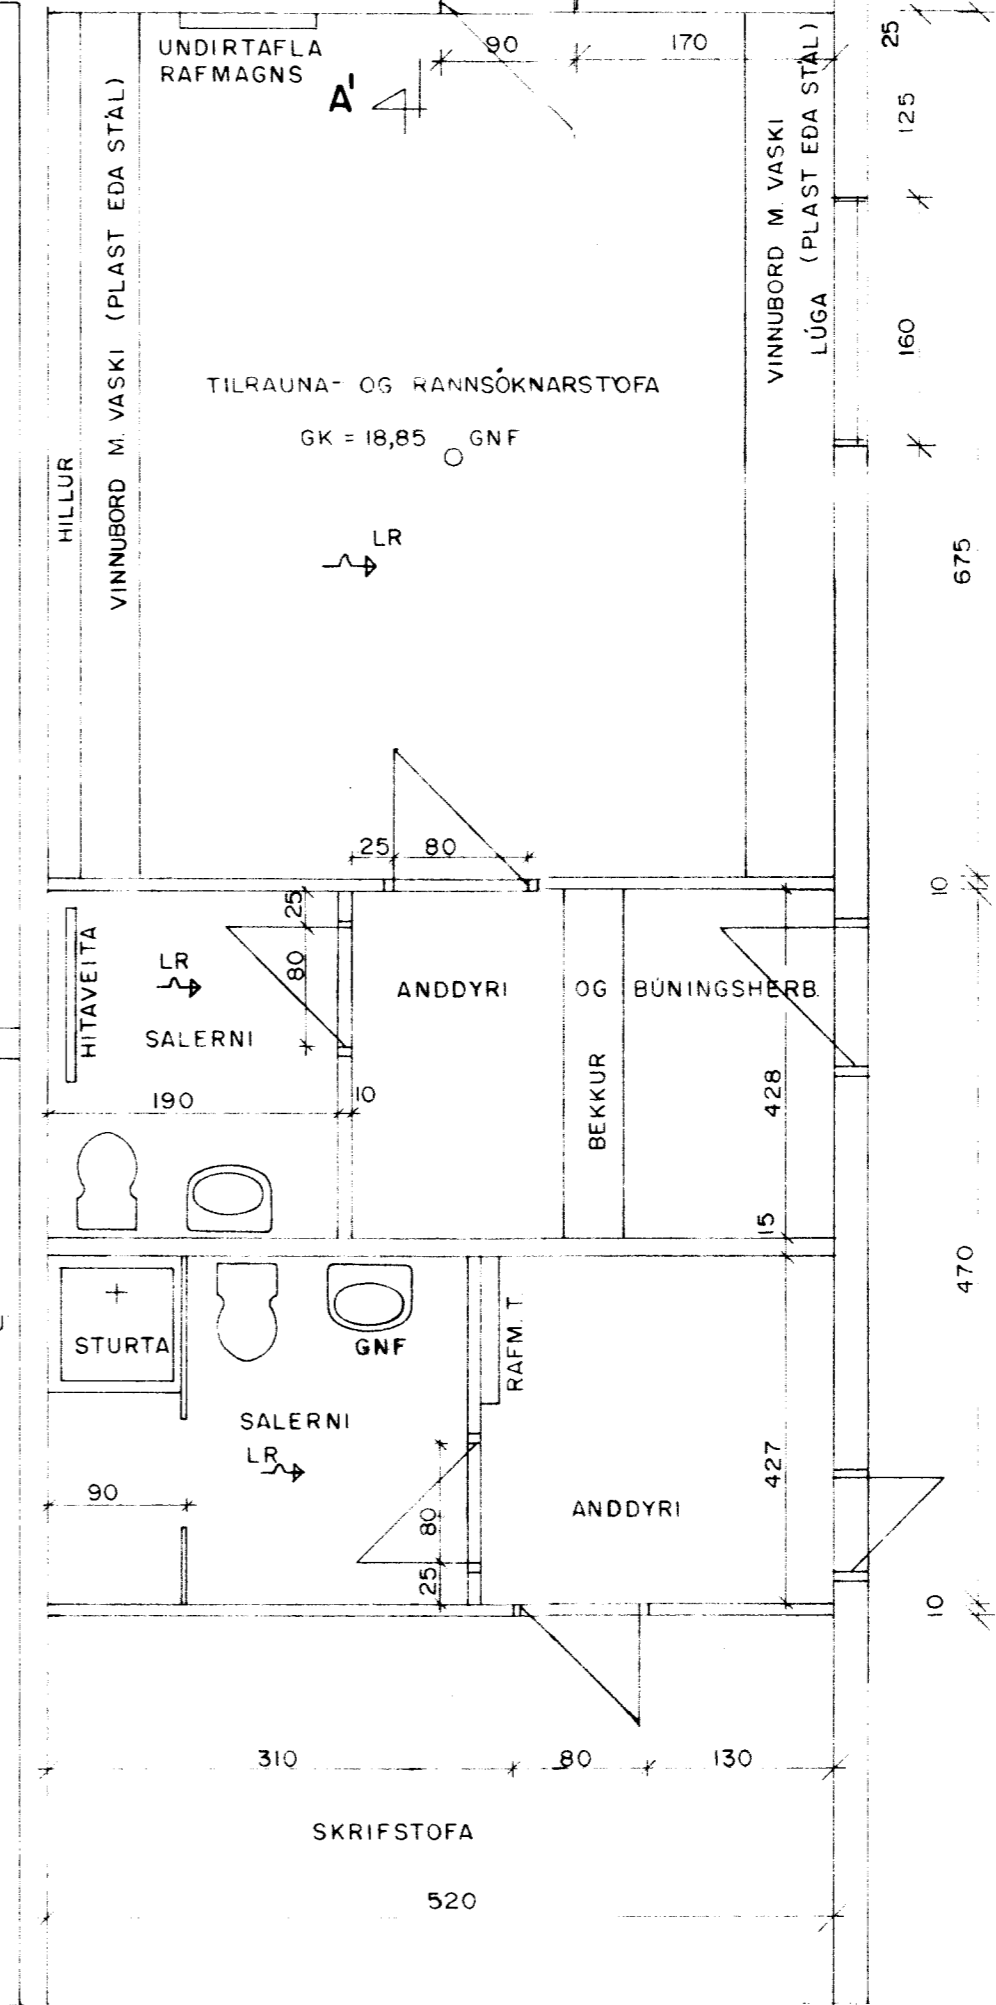 UNDIRTAFLA
RAFMAGNS
A'
90
170
25
125
160
675
HILLUR
VINNUBORD M. VASKI (PLAST EÐA STÁL)
VINNUBORD M. VASKI
LÚGA (PLAST EÐA STÁL)
TILRAUNA- OG RANNSÓKNARSTOFA
GK = 18,85 GNF
LR
25
80
10
25
80
HITAVEITA
LR
SALERNI
ANDDYRI OG BÚNINGSHERB.
190
10
BEKKUR
428
15
470
STURTA
GNF
RAFM. T.
SALERNI
LR
90
80
25
427
ANDDYRI
10
310
80
130
SKRIFSTOFA
520